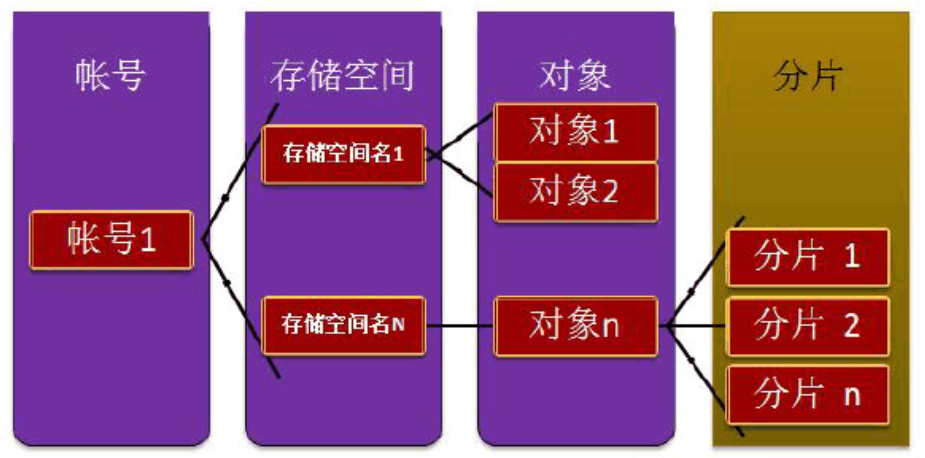 帐号
存储空间
对象
分片
帐号1
存储空间名1
存储空间名N
对象1
对象2
对象n
分片 1
分片 2
分片 n